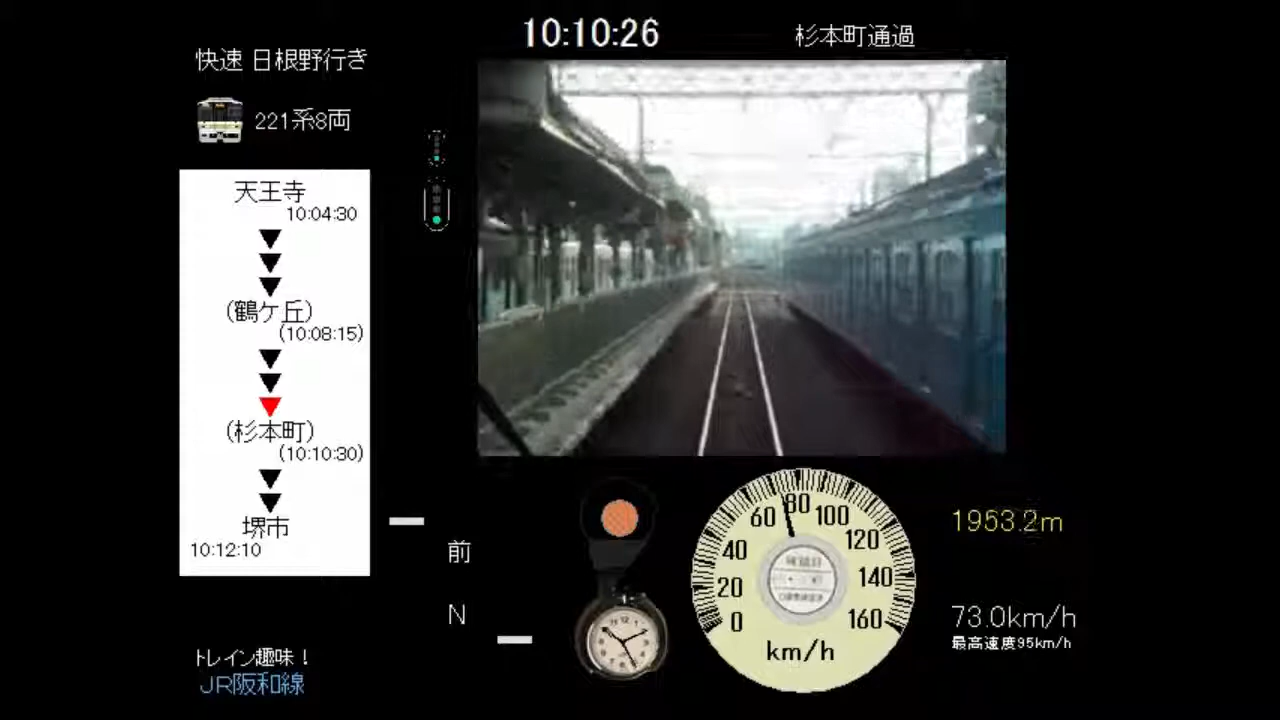 10:10:26
杉本町通過
快速 日根野行き
221系8両
天王寺
10:04:30
(鶴ケ丘)
(10:08:15)
(杉本町)
(10:10:30)
堺市
10:12:10
前
N
0 20 40 60 80 100 120 140 160
km/h
1953.2m
73.0km/h
最高速度95km/h
トレイン趣味!
JR阪和線